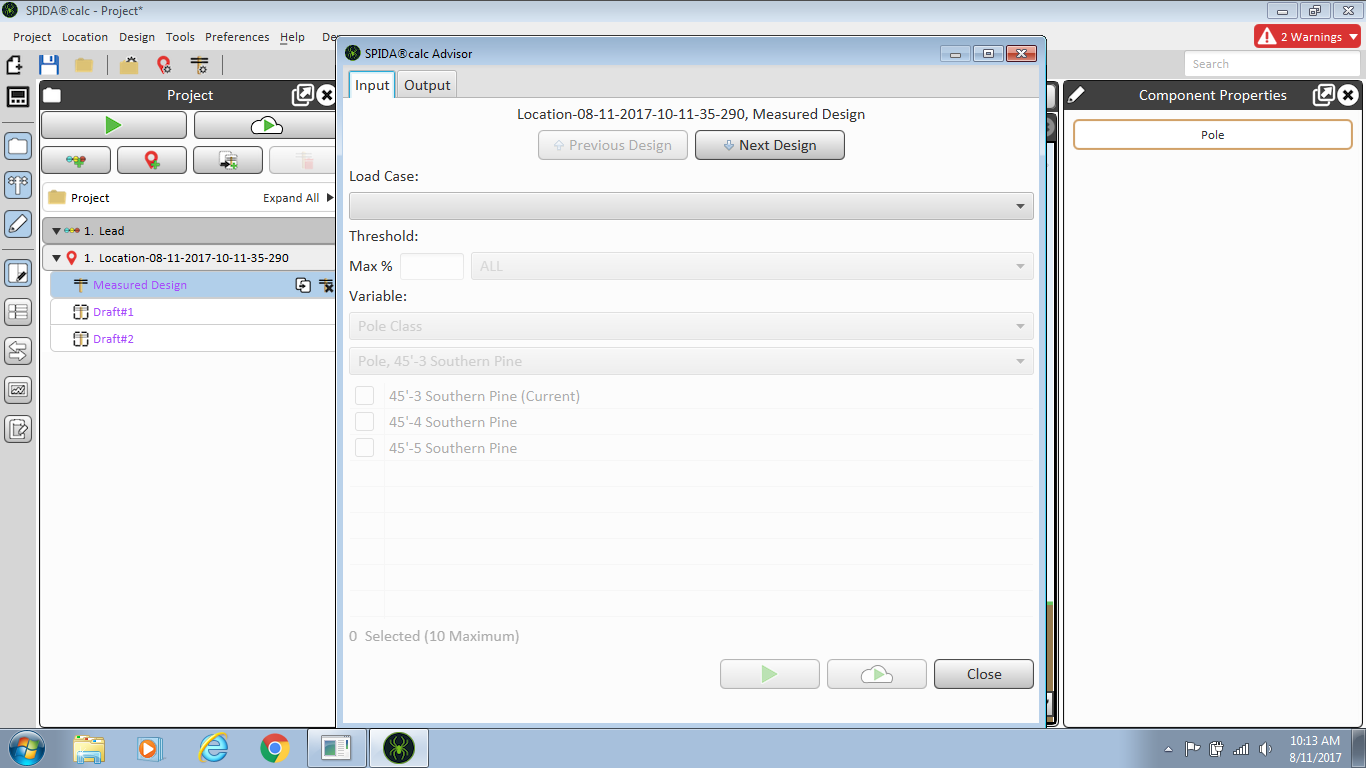 SPIDA®calc - Project*
Project Location Design Tools Preferences Help De
2 Warnings
Search
Project
Project
Expand All
1. Lead
1. Location-08-11-2017-10-11-35-290
Measured Design
Draft#1
Draft#2
SPIDA®calc Advisor
Input Output
Location-08-11-2017-10-11-35-290, Measured Design
Previous Design Next Design
Load Case:
Threshold:
Max % ALL
Variable:
Pole Class
Pole, 45'-3 Southern Pine
45'-3 Southern Pine (Current)
45'-4 Southern Pine
45'-5 Southern Pine
0 Selected (10 Maximum)
Close
Component Properties
Pole
10:13 AM
8/11/2017